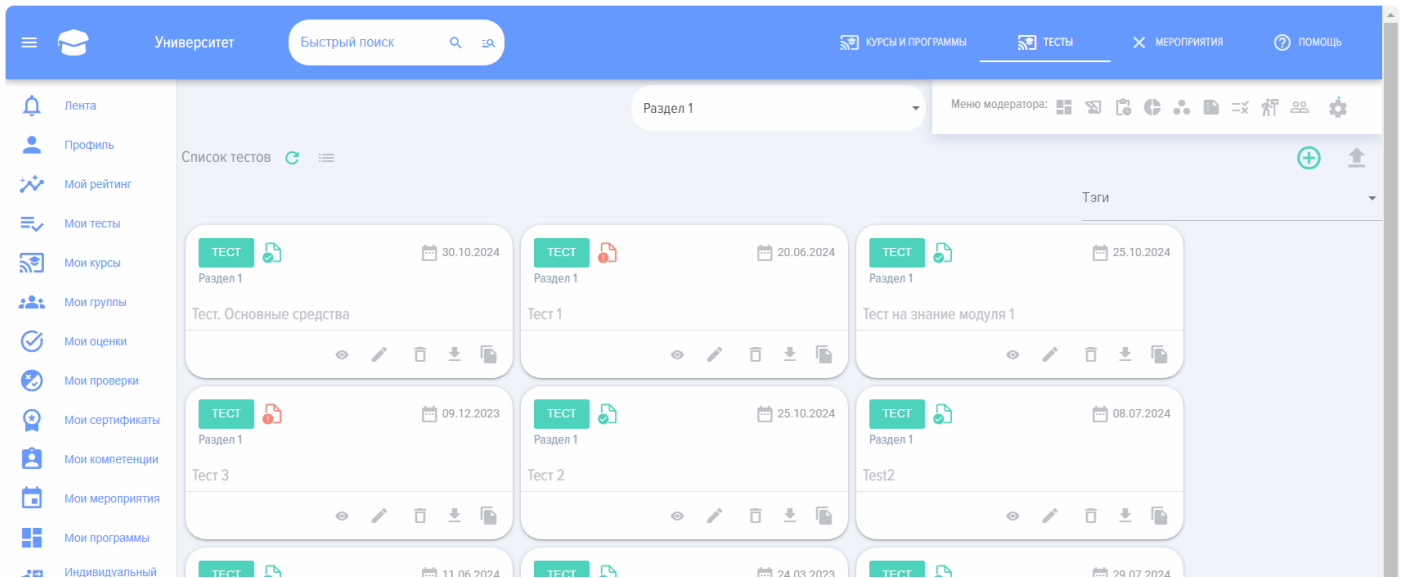 Университет
Быстрый поиск
КУРСЫ И ПРОГРАММЫ
ТЕСТЫ
МЕРОПРИЯТИЯ
ПОМОЩЬ
Лента
Профиль
Мой рейтинг
Мои тесты
Мои курсы
Мои группы
Мои оценки
Мои проверки
Мои сертификаты
Мои компетенции
Мои мероприятия
Мои программы
Индивидуальный
Раздел 1
Меню модератора:
Список тестов
Тэги
ТЕСТ 30.10.2024
Раздел 1
Тест. Основные средства
ТЕСТ 20.06.2024
Раздел 1
Тест 1
ТЕСТ 25.10.2024
Раздел 1
Тест на знание модуля 1
ТЕСТ 09.12.2023
Раздел 1
Тест 3
ТЕСТ 25.10.2024
Раздел 1
Тест 2
ТЕСТ 08.07.2024
Раздел 1
Test2
ТЕСТ 11.06.2024
ТЕСТ 24.03.2023
ТЕСТ 29.07.2024